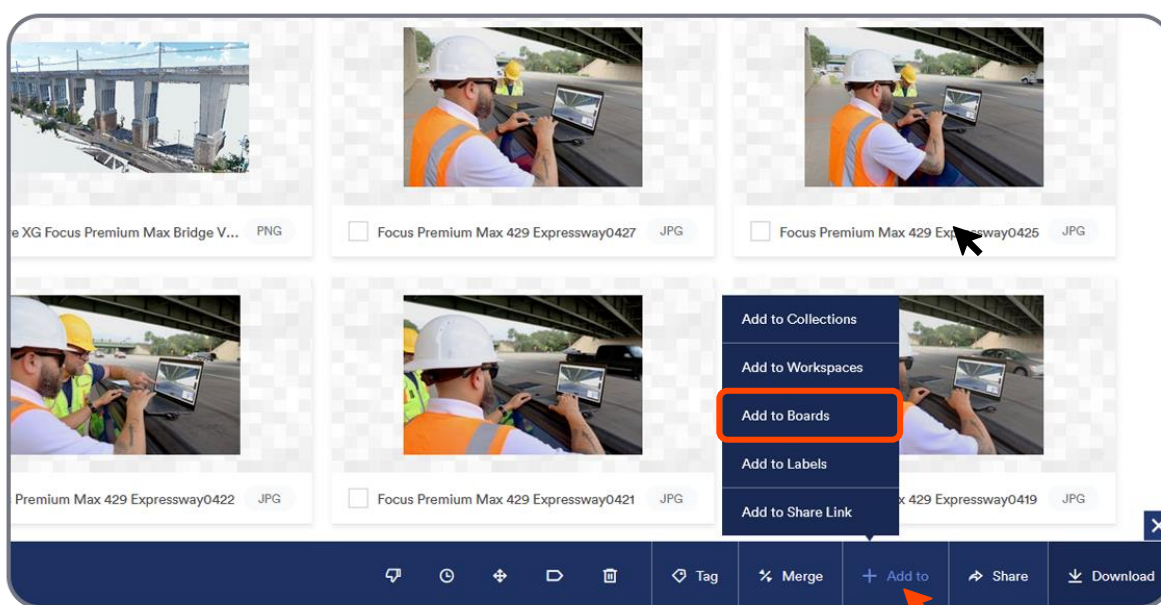 e XG Focus Premium Max Bridge V... PNG
Focus Premium Max 429 Expressway0427 JPG
Focus Premium Max 429 Expressway0425 JPG
Premium Max 429 Expressway0422 JPG
Focus Premium Max 429 Expressway0421 JPG
x 429 Expressway0419 JPG
Add to Collections
Add to Workspaces
Add to Boards
Add to Labels
Add to Share Link
Tag
Merge
Add to
Share
Download